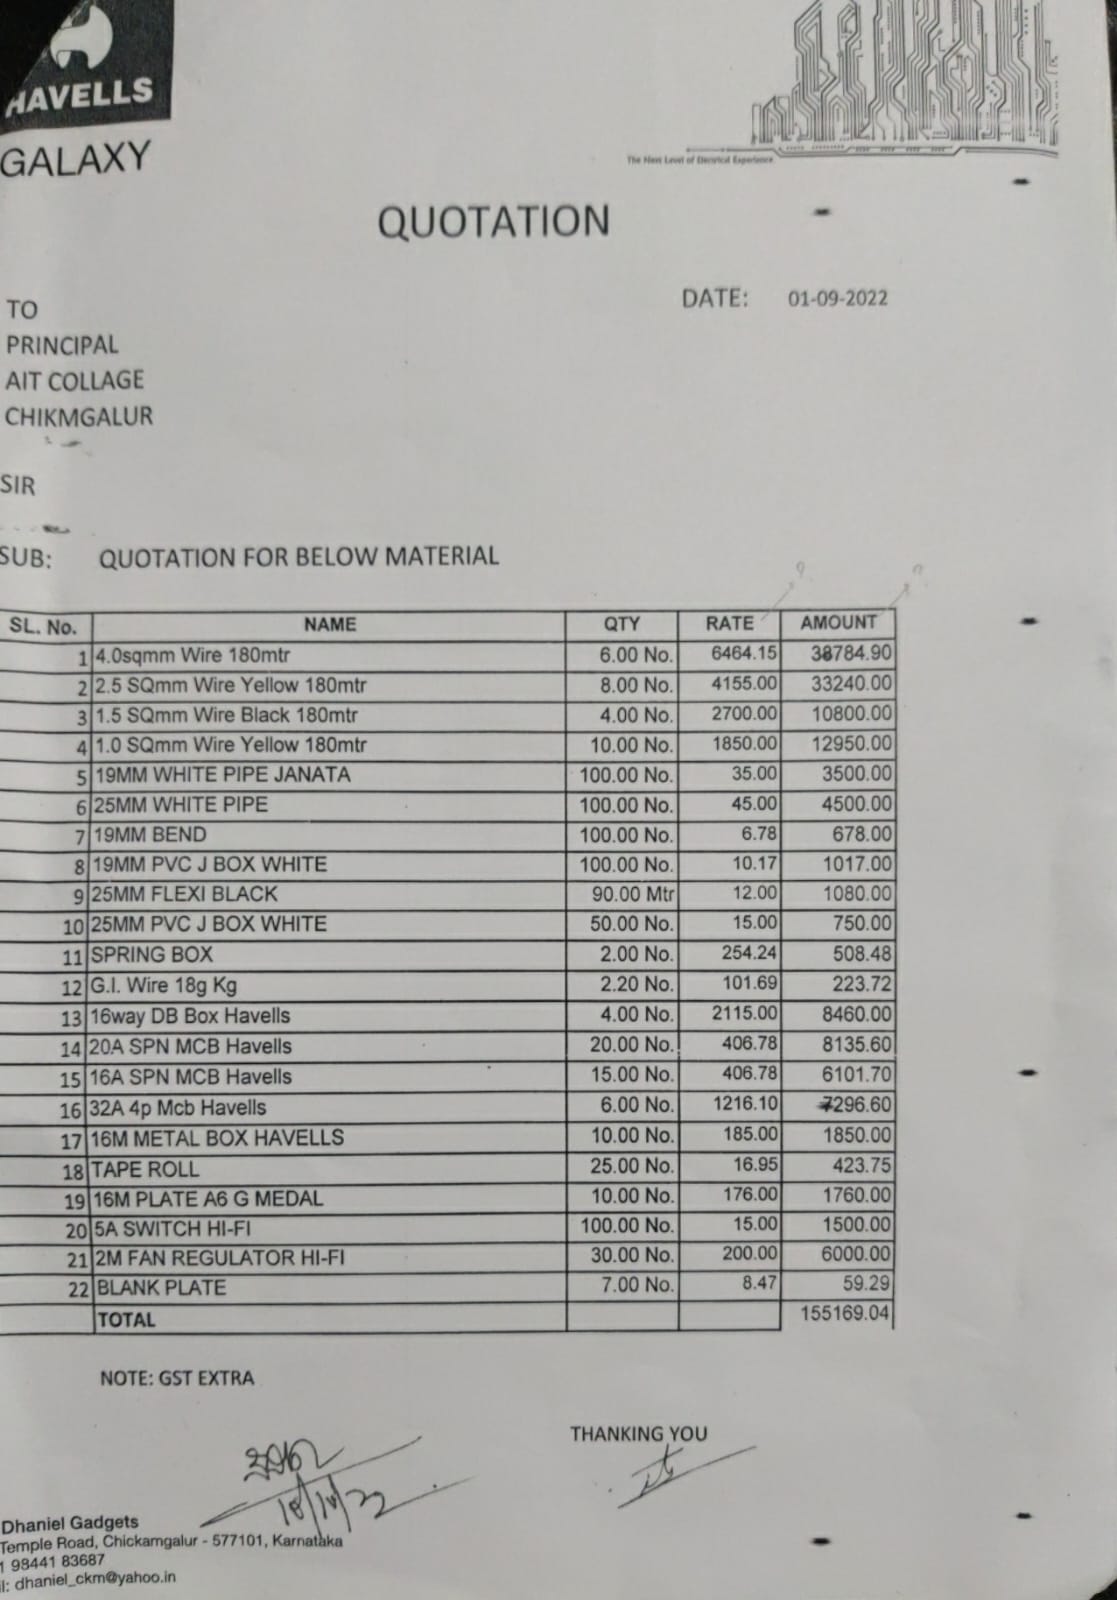 HAVELLS
GALAXY
The Next Level of Electrical Experience
QUOTATION
DATE: 01-09-2022
TO
PRINCIPAL
AIT COLLAGE
CHIKMGALUR
SIR
SUB: QUOTATION FOR BELOW MATERIAL
? ?
SL. No. NAME QTY RATE AMOUNT
1 4.0sqmm Wire 180mtr 6.00 No. 6464.15 38784.90
2 2.5 SQmm Wire Yellow 180mtr 8.00 No. 4155.00 33240.00
3 1.5 SQmm Wire Black 180mtr 4.00 No. 2700.00 10800.00
4 1.0 SQmm Wire Yellow 180mtr 10.00 No. 1850.00 12950.00
5 19MM WHITE PIPE JANATA 100.00 No. 35.00 3500.00
6 25MM WHITE PIPE 100.00 No. 45.00 4500.00
7 19MM BEND 100.00 No. 6.78 678.00
8 19MM PVC J BOX WHITE 100.00 No. 10.17 1017.00
9 25MM FLEXI BLACK 90.00 Mtr 12.00 1080.00
10 25MM PVC J BOX WHITE 50.00 No. 15.00 750.00
11 SPRING BOX 2.00 No. 254.24 508.48
12 G.I. Wire 18g Kg 2.20 No. 101.69 223.72
13 16way DB Box Havells 4.00 No. 2115.00 8460.00
14 20A SPN MCB Havells 20.00 No. 406.78 8135.60
15 16A SPN MCB Havells 15.00 No. 406.78 6101.70
16 32A 4p Mcb Havells 6.00 No. 1216.10 7296.60
17 16M METAL BOX HAVELLS 10.00 No. 185.00 1850.00
18 TAPE ROLL 25.00 No. 16.95 423.75
19 16M PLATE A6 G MEDAL 10.00 No. 176.00 1760.00
20 5A SWITCH HI-FI 100.00 No. 15.00 1500.00
21 2M FAN REGULATOR HI-FI 30.00 No. 200.00 6000.00
22 BLANK PLATE 7.00 No. 8.47 59.29
TOTAL 155169.04
NOTE: GST EXTRA
THANKING YOU
Dhaniel Gadgets
Temple Road, Chickamgalur - 577101, Karnataka
98441 83687
dhaniel_ckm@yahoo.in